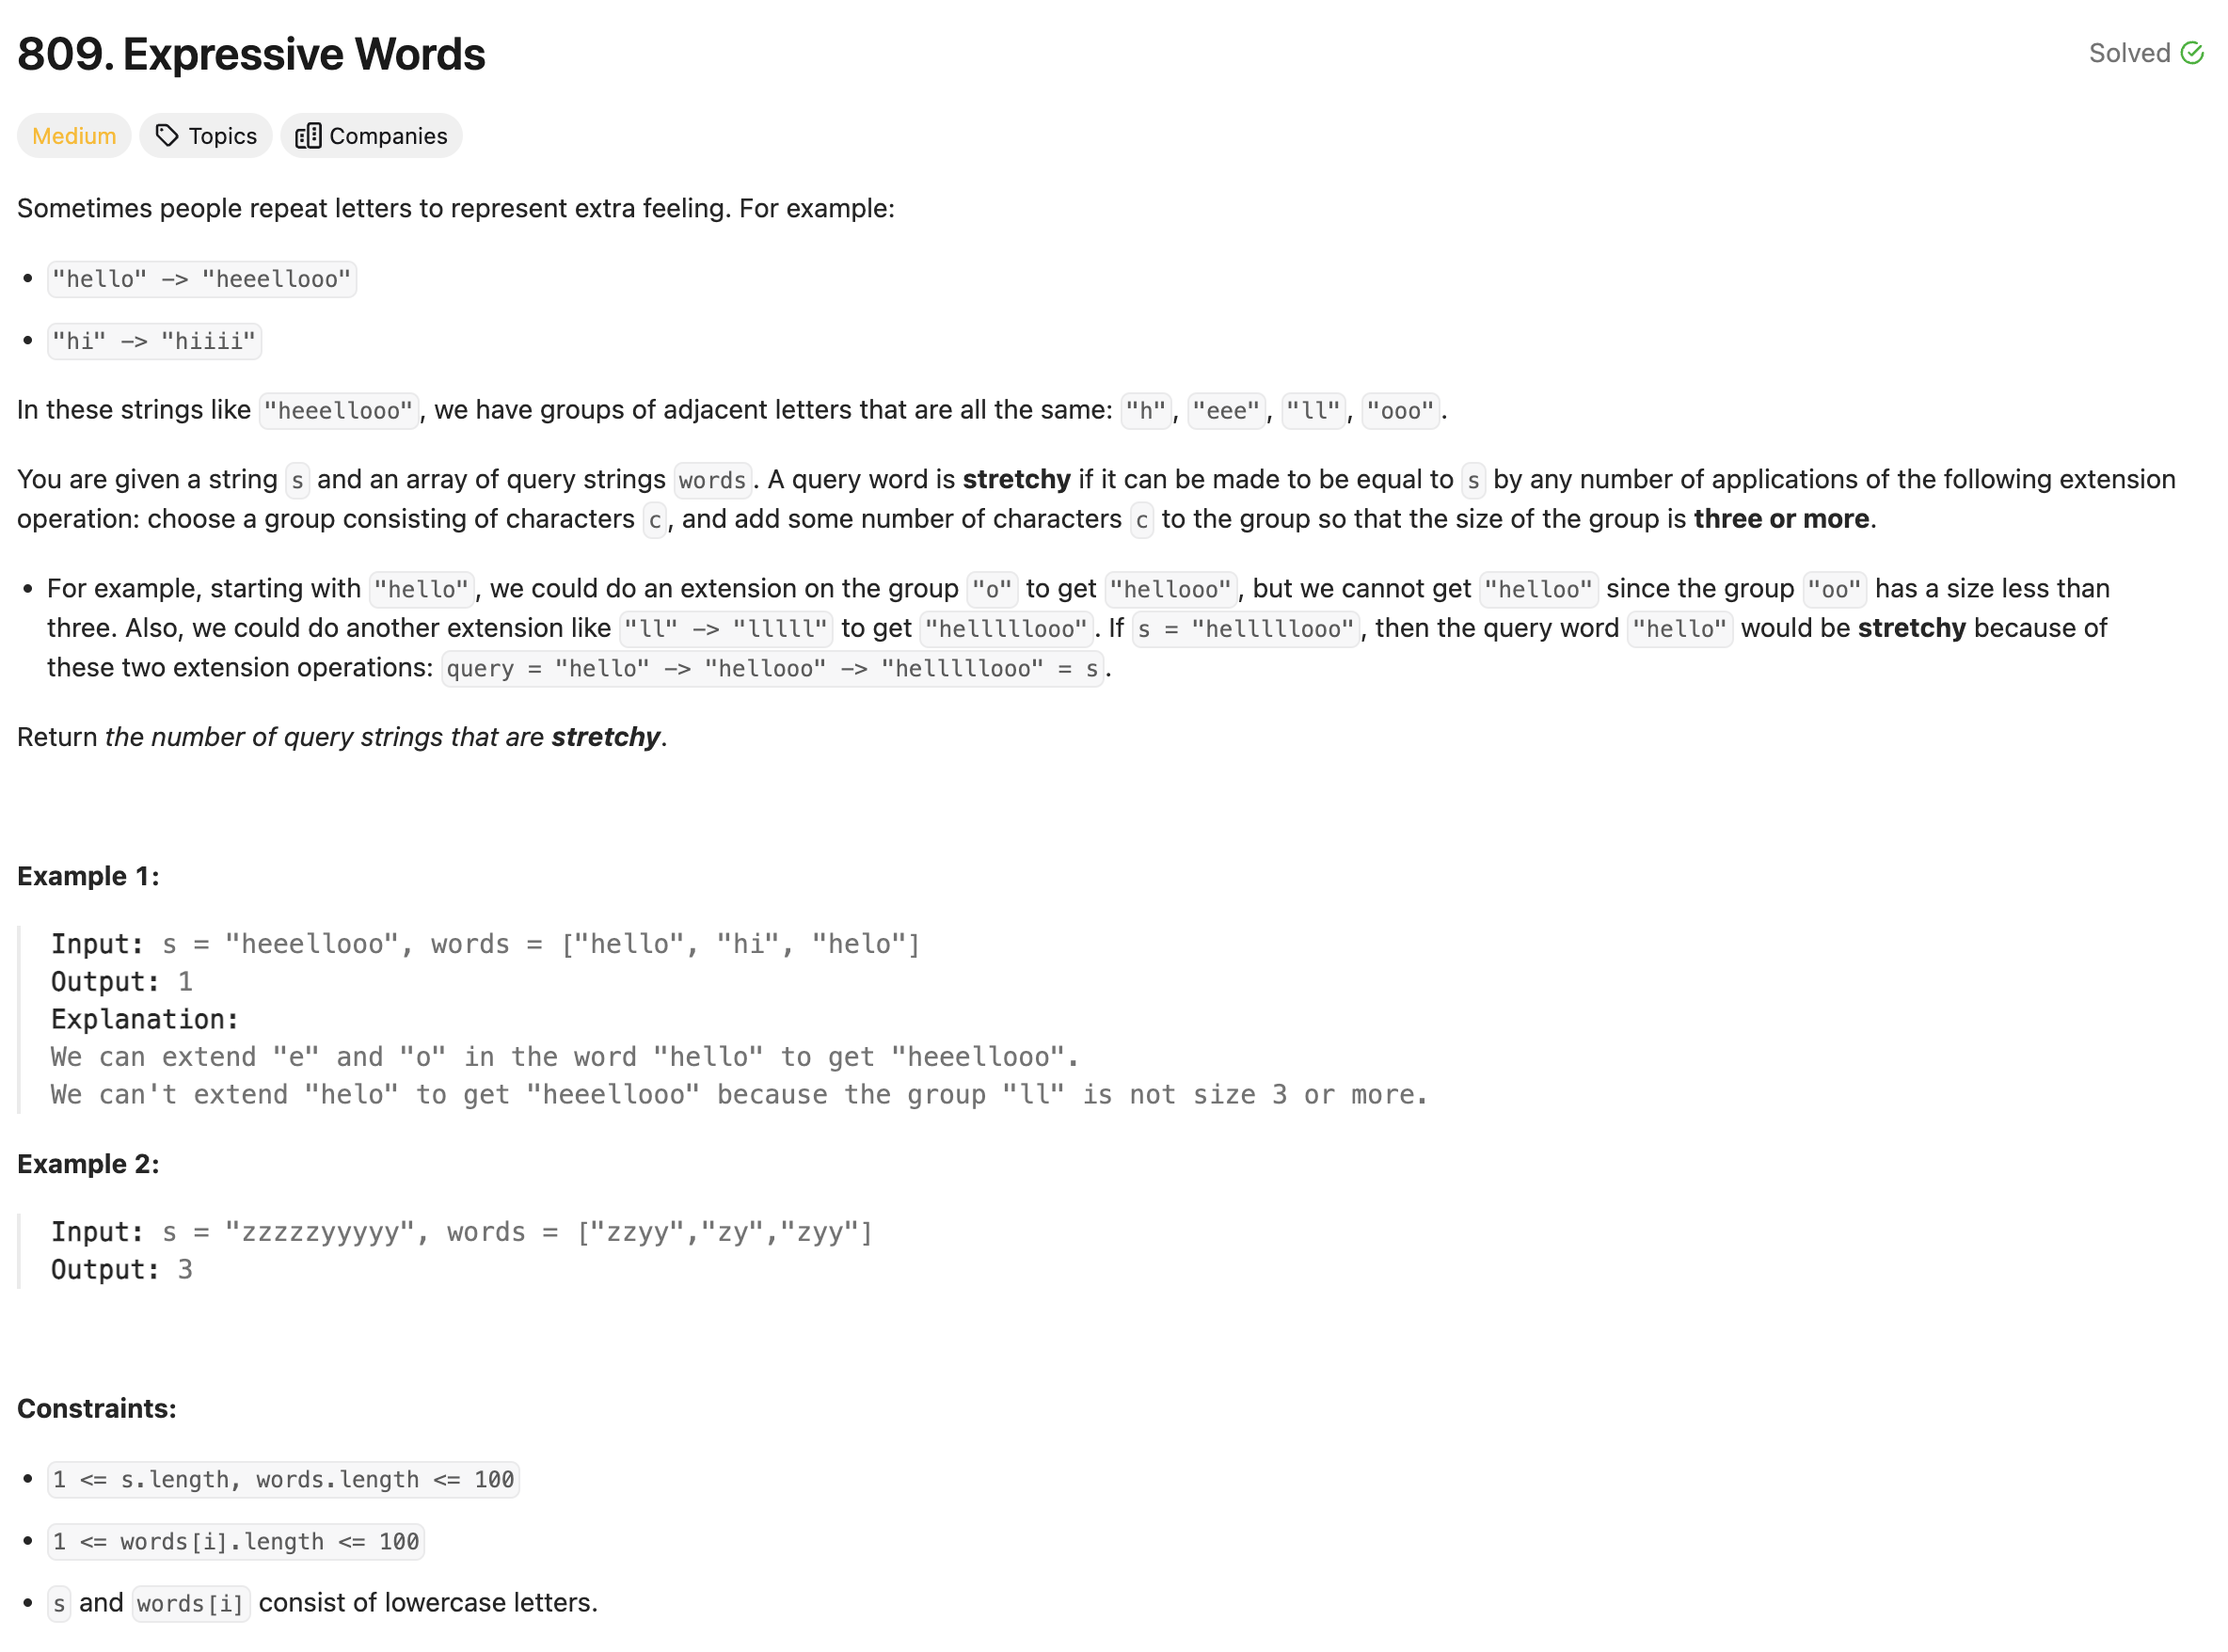 809. Expressive Words
Solved
Medium Topics Companies
Sometimes people repeat letters to represent extra feeling. For example:
• "hello" -> "heeellooo"
• "hi" -> "hiiii"
In these strings like "heeellooo", we have groups of adjacent letters that are all the same: "h", "eee", "ll", "ooo".
You are given a string s and an array of query strings words. A query word is stretchy if it can be made to be equal to s by any number of applications of the following extension
operation: choose a group consisting of characters c, and add some number of characters c to the group so that the size of the group is three or more.
• For example, starting with "hello", we could do an extension on the group "o" to get "hellooo", but we cannot get "helloo" since the group "oo" has a size less than
three. Also, we could do another extension like "ll" -> "lllll" to get "helllllooo". If s = "helllllooo", then the query word "hello" would be stretchy because of
these two extension operations: query = "hello" -> "hellooo" -> "helllllooo" = s.
Return the number of query strings that are stretchy.
Example 1:
Input: s = "heeellooo", words = ["hello", "hi", "helo"]
Output: 1
Explanation:
We can extend "e" and "o" in the word "hello" to get "heeellooo".
We can't extend "helo" to get "heeellooo" because the group "ll" is not size 3 or more.
Example 2:
Input: s = "zzzzzyyyyy", words = ["zzyy","zy","zyy"]
Output: 3
Constraints:
• 1 <= s.length, words.length <= 100
• 1 <= words[i].length <= 100
• s and words[i] consist of lowercase letters.